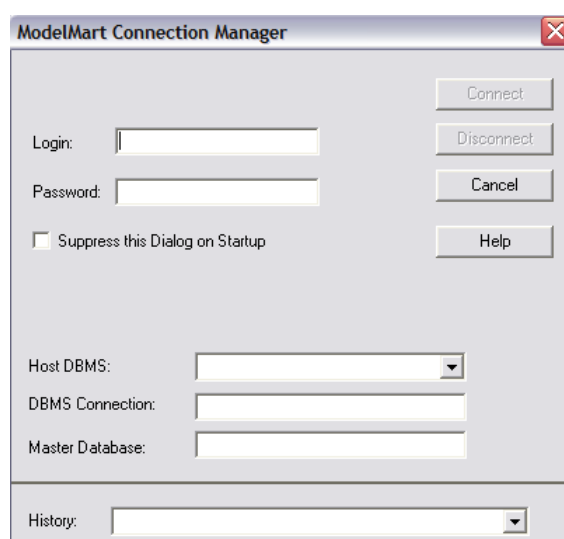 ModelMart Connection Manager
Connect
Login:
Disconnect
Password:
Cancel
Suppress this Dialog on Startup
Help
Host DBMS:
DBMS Connection:
Master Database:
History: